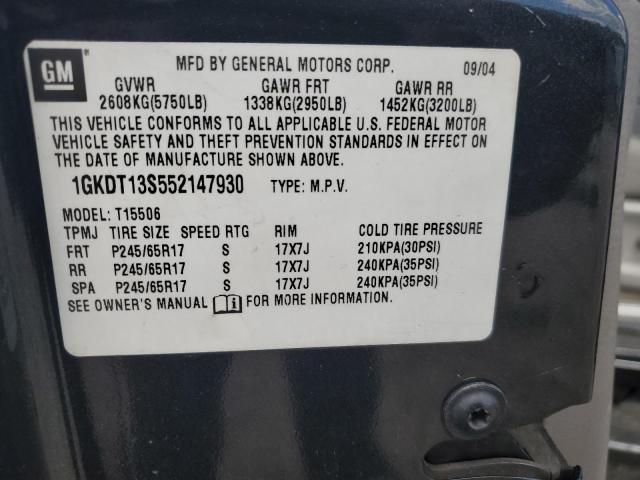 GM
MFD BY GENERAL MOTORS CORP. 09/04
GVWR GAWR FRT GAWR RR
2608KG(5750LB) 1338KG(2950LB) 1452KG(3200LB)
THIS VEHICLE CONFORMS TO ALL APPLICABLE U.S. FEDERAL MOTOR
VEHICLE SAFETY AND THEFT PREVENTION STANDARDS IN EFFECT ON
THE DATE OF MANUFACTURE SHOWN ABOVE.
1GKDT13S552147930 TYPE: M.P.V.
MODEL: T15506
TPMJ TIRE SIZE SPEED RTG RIM COLD TIRE PRESSURE
FRT P245/65R17 S 17X7J 210KPA(30PSI)
RR P245/65R17 S 17X7J 240KPA(35PSI)
SPA P245/65R17 S 17X7J 240KPA(35PSI)
SEE OWNER'S MANUAL FOR MORE INFORMATION.